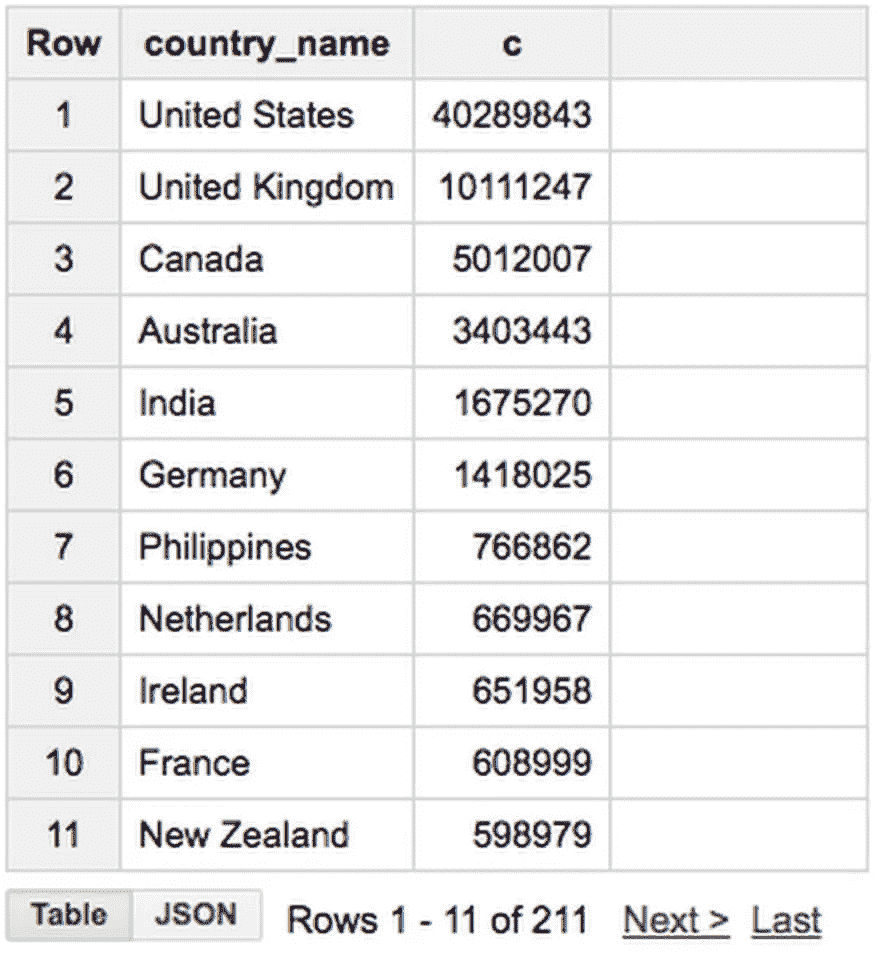 Row country_name c
1 United States 40289843
2 United Kingdom 10111247
3 Canada 5012007
4 Australia 3403443
5 India 1675270
6 Germany 1418025
7 Philippines 766862
8 Netherlands 669967
9 Ireland 651958
10 France 608999
11 New Zealand 598979
Table JSON Rows 1 - 11 of 211 Next > Last